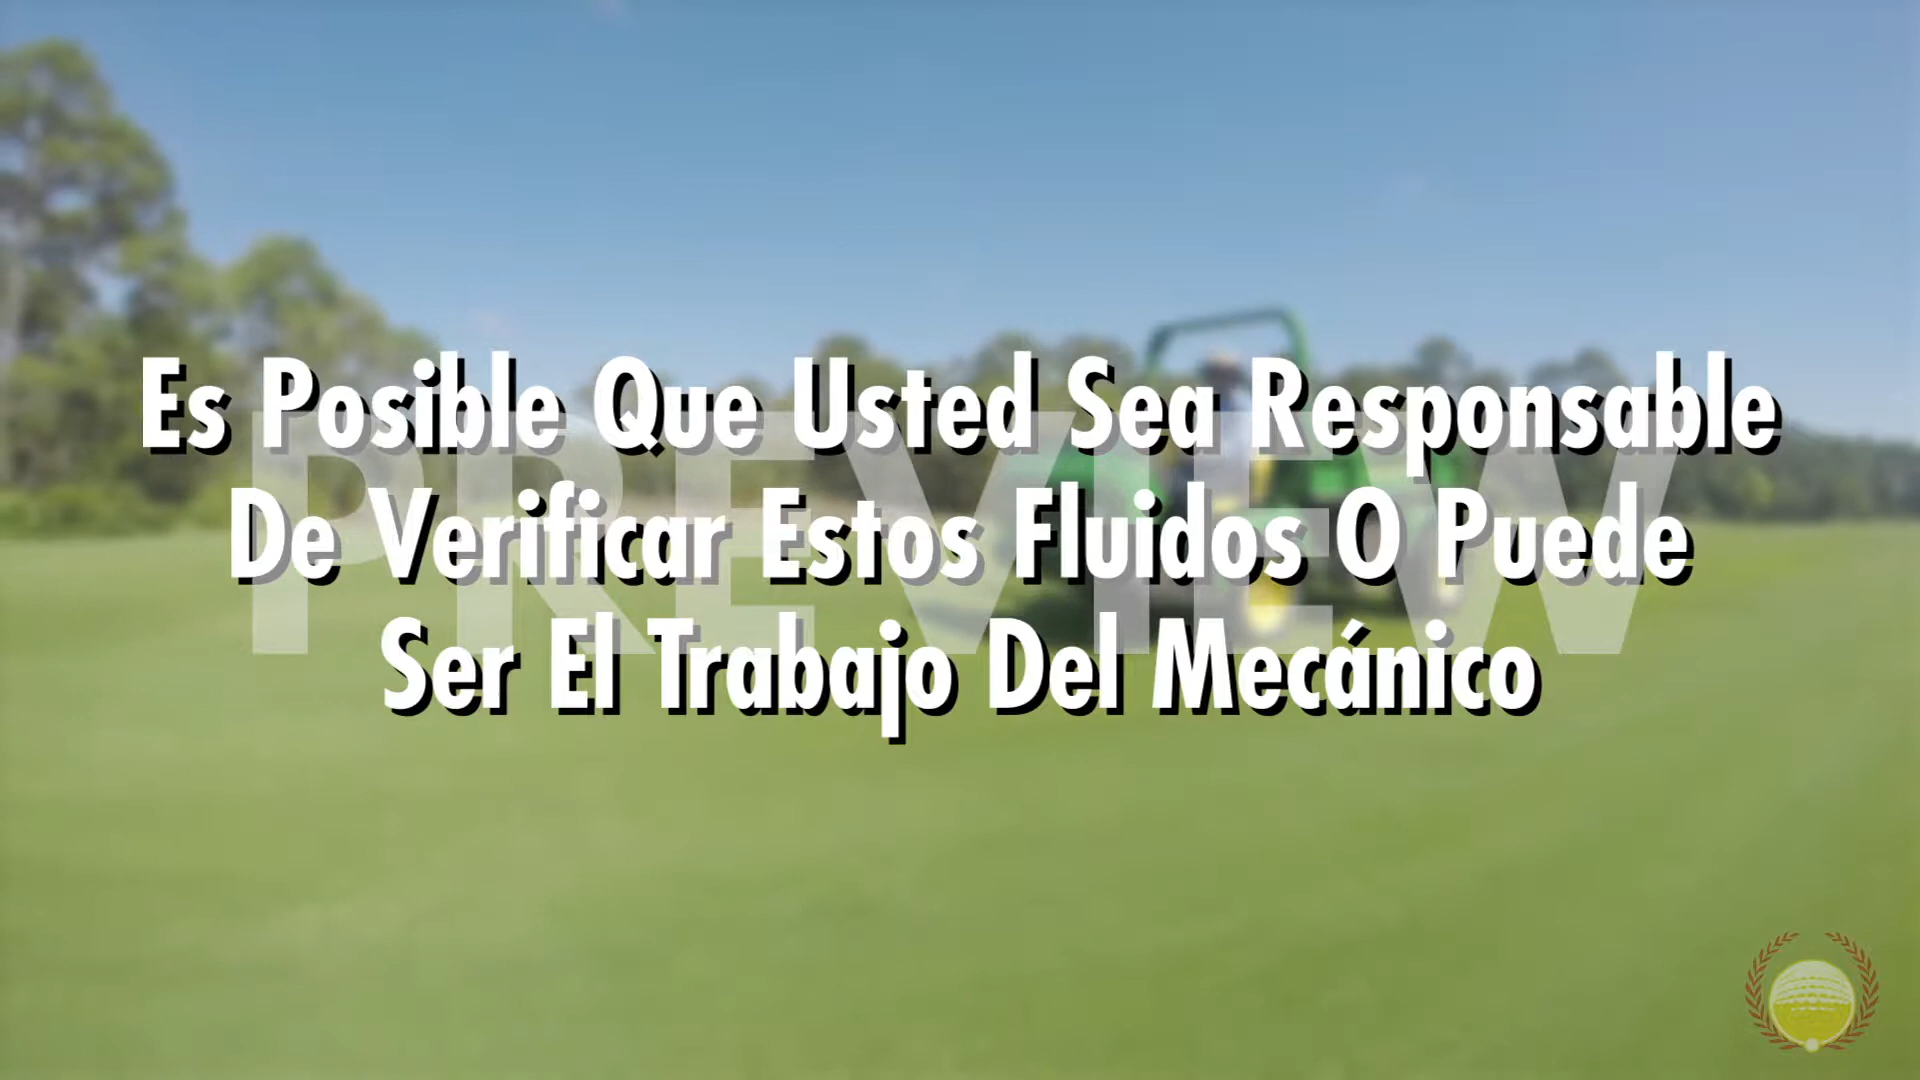 Es Posible Que Usted Sea Responsable
De Verificar Estos Fluidos O Puede
Ser El Trabajo Del Mecánico
PREVIEW